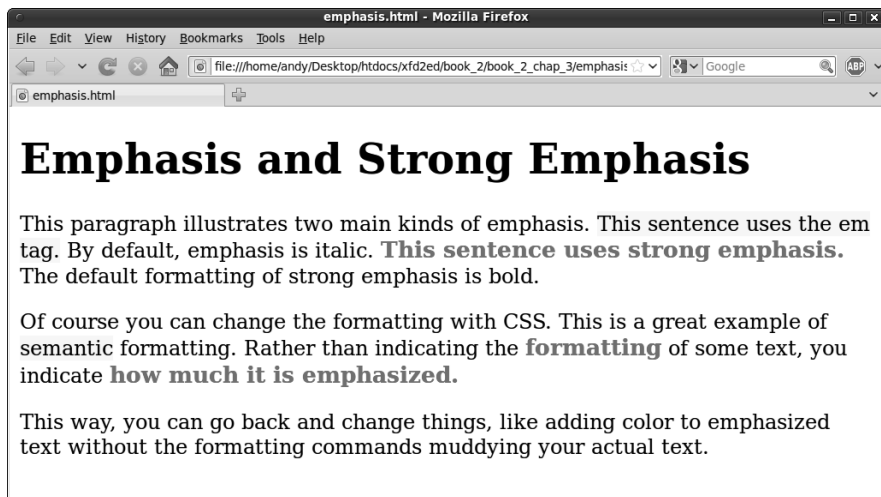 emphasis.html - Mozilla Firefox
File Edit View History Bookmarks Tools Help
file:///home/andy/Desktop/htdocs/xfd2ed/book_2/book_2_chap_3/emphasis
Google
ABP
emphasis.html
Emphasis and Strong Emphasis
This paragraph illustrates two main kinds of emphasis. This sentence uses the em
tag. By default, emphasis is italic. This sentence uses strong emphasis.
The default formatting of strong emphasis is bold.
Of course you can change the formatting with CSS. This is a great example of
semantic formatting. Rather than indicating the formatting of some text, you
indicate how much it is emphasized.
This way, you can go back and change things, like adding color to emphasized
text without the formatting commands muddying your actual text.